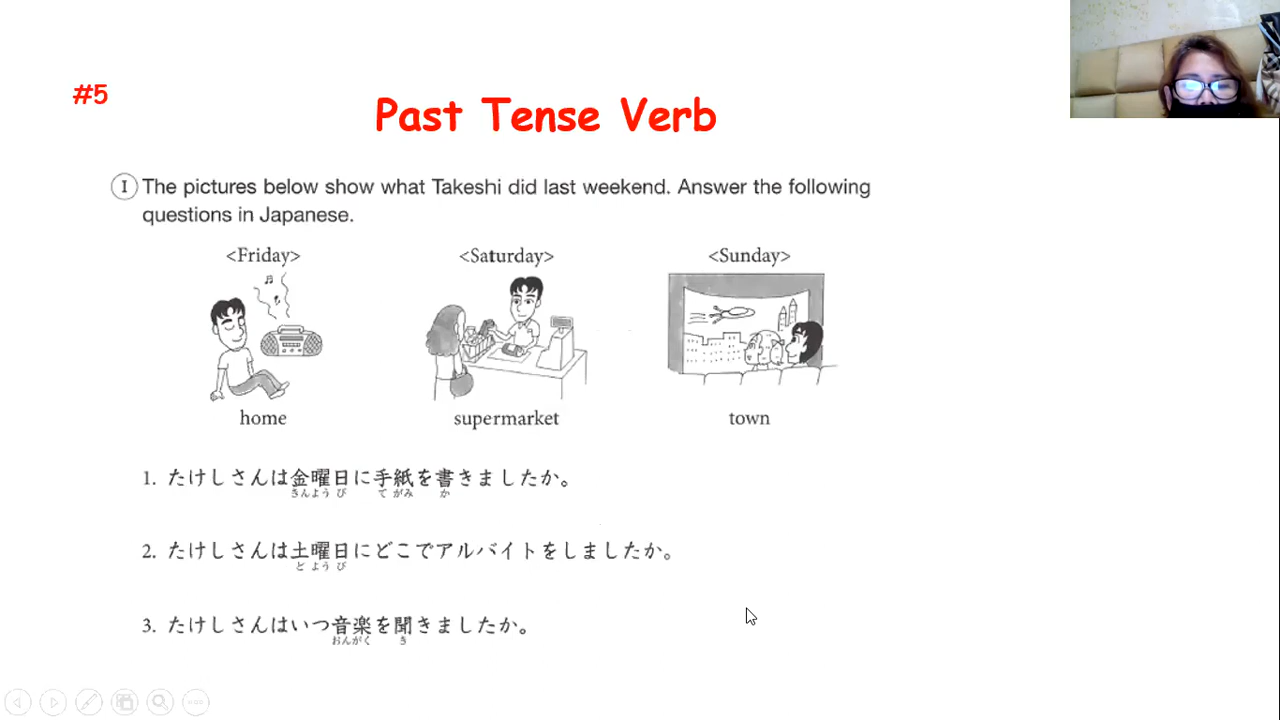 #5
Past Tense Verb
I The pictures below show what Takeshi did last weekend. Answer the following
questions in Japanese.
<Friday> <Saturday> <Sunday>
home supermarket town
1. たけしさんは金曜日に手紙を書きましたか。
きんよう び て がみ か
2. たけしさんは土曜日にどこでアルバイトをしましたか。
ど よう び
3. たけしさんはいつ音楽を聞きましたか。
おんがく き